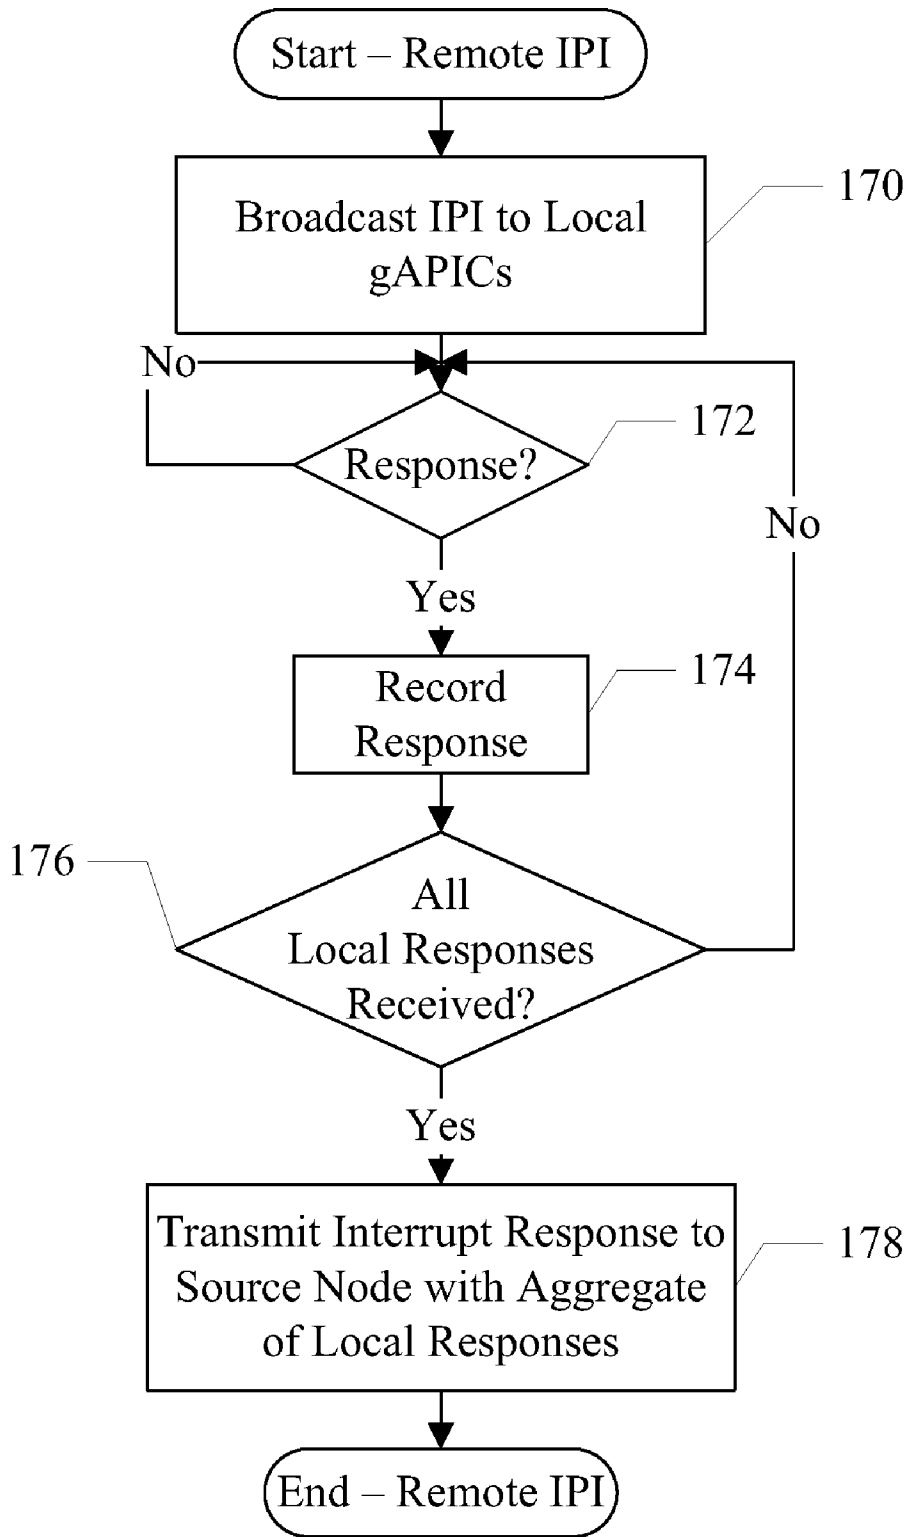 Start – Remote IPI
170
Broadcast IPI to Local
gAPICs
No
172
Response?
No
Yes
174
Record
Response
176
All
Local Responses
Received?
Yes
Transmit Interrupt Response to
178
Source Node with Aggregate
of Local Responses
End – Remote IPI